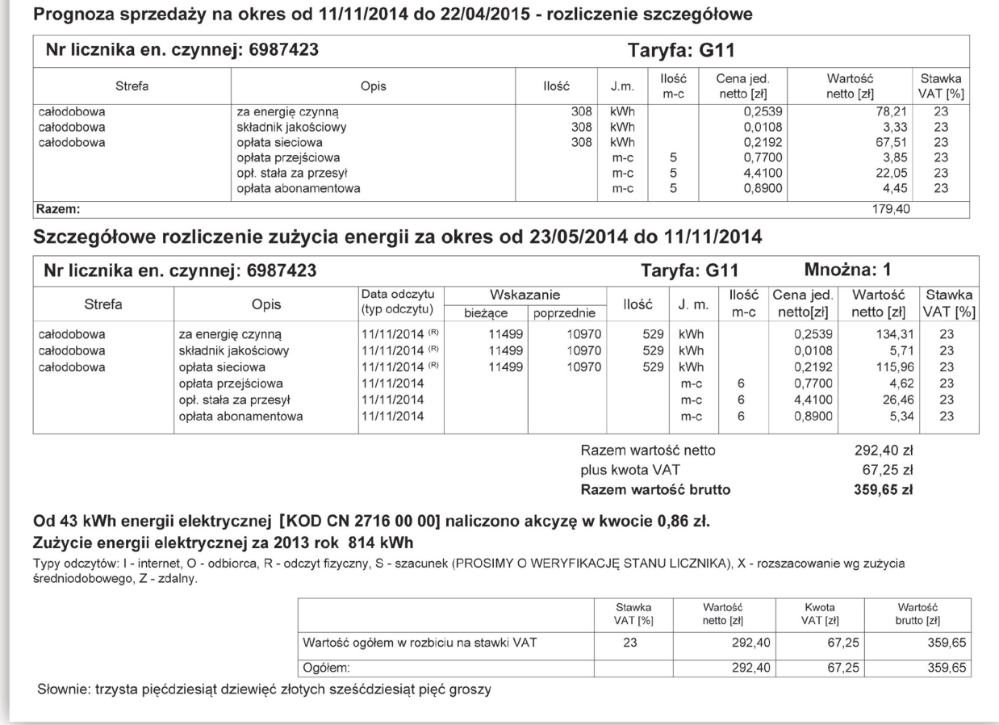 Prognoza sprzedaży na okres od 11/11/2014 do 22/04/2015 - rozliczenie szczegółowe
Nr licznika en. czynnej: 6987423 Taryfa: G11
Strefa Opis Ilość J.m. Ilość m-c Cena jed. netto [zł] Wartość netto [zł] Stawka VAT [%]
całodobowa za energię czynną 308 kWh 0,2539 78,21 23
całodobowa składnik jakościowy 308 kWh 0,0108 3,33 23
całodobowa opłata sieciowa 308 kWh 0,2192 67,51 23
opłata przejściowa m-c 5 0,7700 3,85 23
opł. stała za przesył m-c 5 4,4100 22,05 23
opłata abonamentowa m-c 5 0,8900 4,45 23
Razem: 179,40
Szczegółowe rozliczenie zużycia energii za okres od 23/05/2014 do 11/11/2014
Nr licznika en. czynnej: 6987423 Taryfa: G11 Mnożna: 1
Strefa Opis Data odczytu (typ odczytu) Wskazanie bieżące poprzednie Ilość J. m. Ilość m-c Cena jed. netto[zł] Wartość netto [zł] Stawka VAT [%]
całodobowa za energię czynną 11/11/2014 (R) 11499 10970 529 kWh 0,2539 134,31 23
całodobowa składnik jakościowy 11/11/2014 (R) 11499 10970 529 kWh 0,0108 5,71 23
całodobowa opłata sieciowa 11/11/2014 (R) 11499 10970 529 kWh 0,2192 115,96 23
opłata przejściowa 11/11/2014 m-c 6 0,7700 4,62 23
opł. stała za przesył 11/11/2014 m-c 6 4,4100 26,46 23
opłata abonamentowa 11/11/2014 m-c 6 0,8900 5,34 23
Razem wartość netto 292,40 zł
plus kwota VAT 67,25 zł
Razem wartość brutto 359,65 zł
Od 43 kWh energii elektrycznej [KOD CN 2716 00 00] naliczono akcyzę w kwocie 0,86 zł.
Zużycie energii elektrycznej za 2013 rok 814 kWh
Typy odczytów: I - internet, O - odbiorca, R - odczyt fizyczny, S - szacunek (PROSIMY O WERYFIKACJĘ STANU LICZNIKA), X - rozszacowanie wg zużycia
średniodobowego, Z - zdalny.
Stawka VAT [%] Wartość netto [zł] Kwota VAT [zł] Wartość brutto [zł]
Wartość ogółem w rozbiciu na stawki VAT 23 292,40 67,25 359,65
Ogółem: 292,40 67,25 359,65
Słownie: trzysta pięćdziesiąt dziewięć złotych sześćdziesiąt pięć groszy